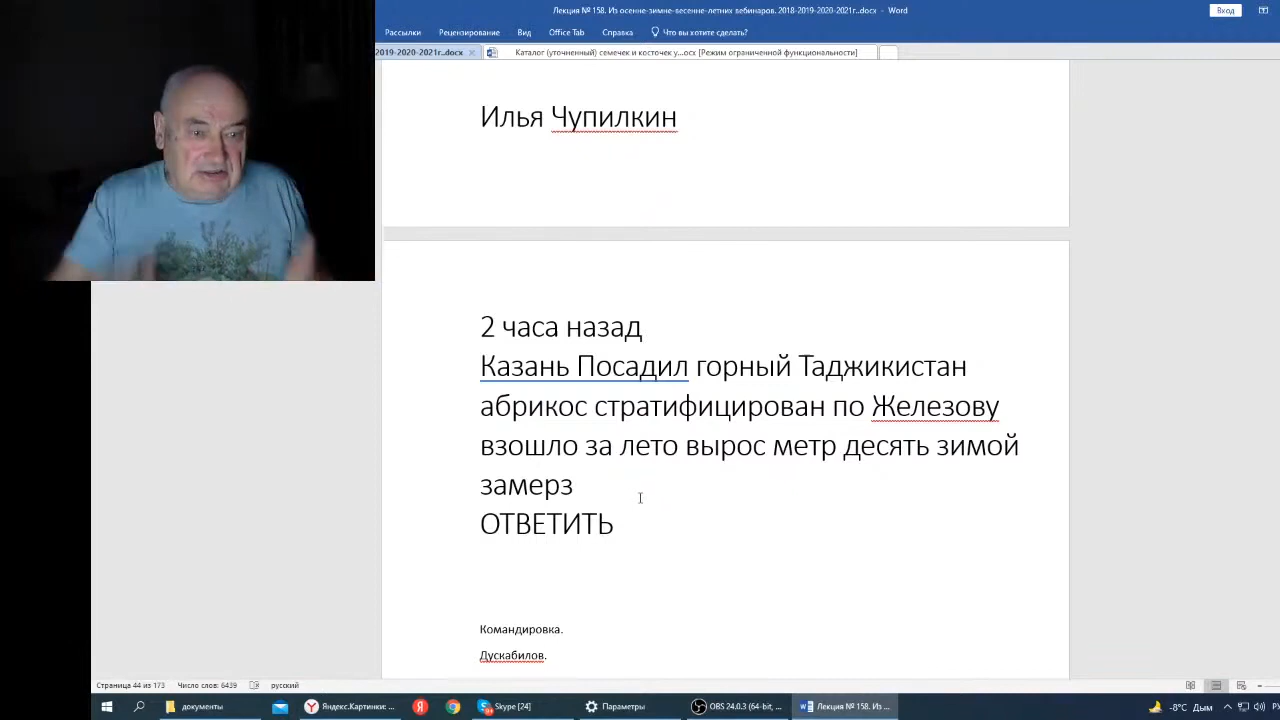 Лекция № 158. Из осенне-зимне-весенне-летних вебинаров. 2018-2019-2020-2021г..docx - Word
Вход
Рассылки Рецензирование Вид Office Tab Справка Что вы хотите сделать?
2019-2020-2021г..docx
Каталог (уточненный) семечек и косточек у...ocx [Режим ограниченной функциональности]
Илья Чупилкин
2 часа назад
Казань Посадил горный Таджикистан
абрикос стратифицирован по Железову
взошло за лето вырос метр десять зимой
замерз
ОТВЕТИТЬ
Командировка.
Дускабилов.
Страница 44 из 173 Число слов: 6439 русский
документы Яндекс.Картинки: ... Я Skype [24] Параметры OBS 24.0.3 (64-bit, ... Лекция № 158. Из ... -8°C Дым